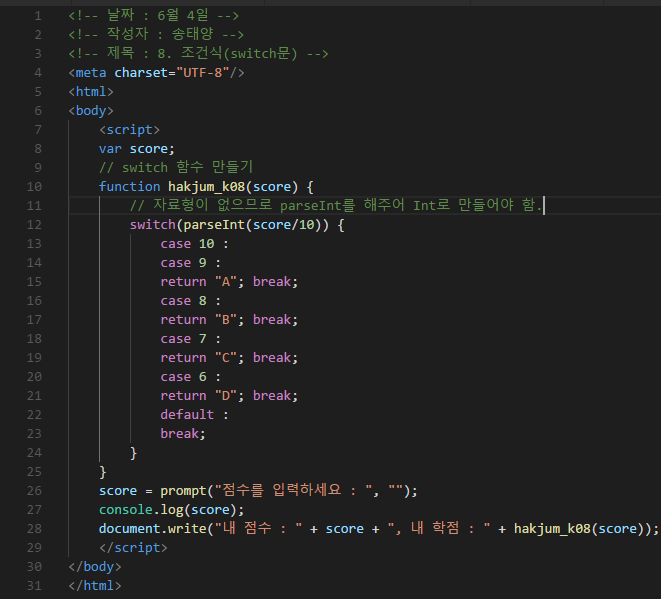 1 <!-- 날짜 : 6월 4일 -->
2 <!-- 작성자 : 송태양 -->
3 <!-- 제목 : 8. 조건식(switch문) -->
4 <meta charset="UTF-8"/>
5 <html>
6 <body>
7 <script>
8 var score;
9 // switch 함수 만들기
10 function hakjum_k08(score) {
11 // 자료형이 없으므로 parseInt를 해주어 Int로 만들어야 함.
12 switch(parseInt(score/10)) {
13 case 10 :
14 case 9 :
15 return "A"; break;
16 case 8 :
17 return "B"; break;
18 case 7 :
19 return "C"; break;
20 case 6 :
21 return "D"; break;
22 default :
23 break;
24 }
25 }
26 score = prompt("점수를 입력하세요 : ", "");
27 console.log(score);
28 document.write("내 점수 : " + score + ", 내 학점 : " + hakjum_k08(score));
29 </script>
30 </body>
31 </html>